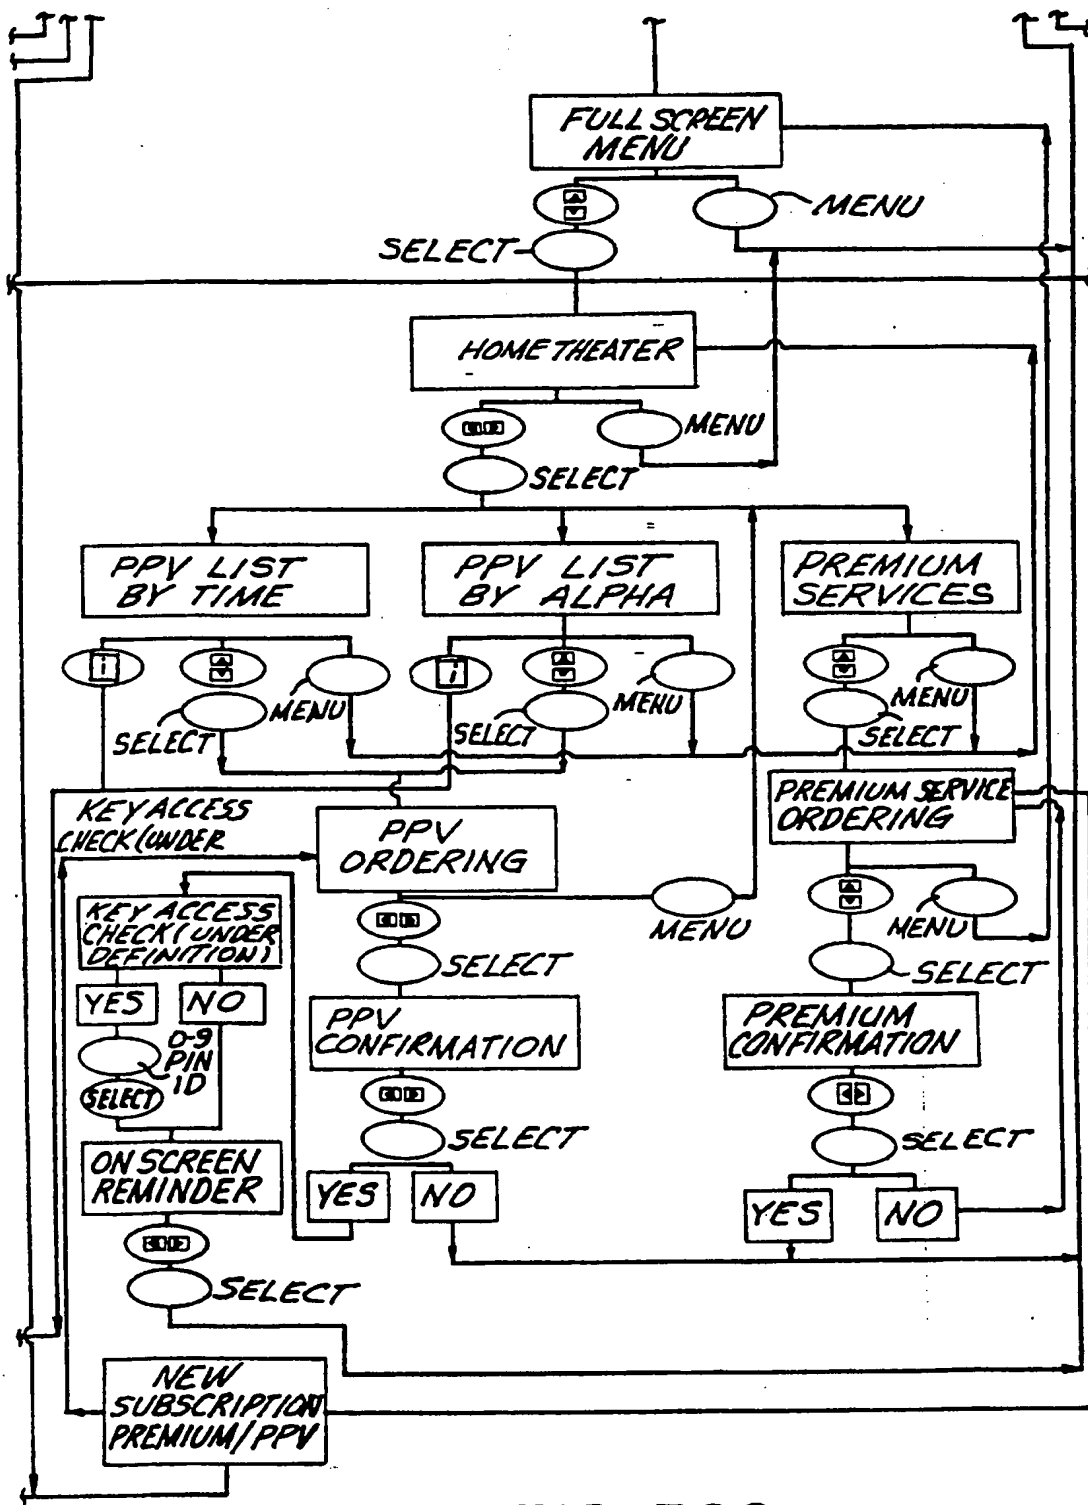 FULL SCREEN
MENU
MENU
SELECT
HOME THEATER
MENU
SELECT
PPV LIST
BY TIME
PPV LIST
BY ALPHA
PREMIUM
SERVICES
i
i
MENU
MENU
MENU
SELECT
SELECT
SELECT
KEY ACCESS
CHECK (UNDER
PPV
ORDERING
PREMIUM SERVICE
ORDERING
KEY ACCESS
CHECK (UNDER
DEFINITION)
MENU
MENU
SELECT
SELECT
YES
NO
0-9
PIN
ID
SELECT
PPV
CONFIRMATION
PREMIUM
CONFIRMATION
SELECT
SELECT
ON SCREEN
REMINDER
YES
NO
YES
NO
SELECT
NEW
SUBSCRIPTION
PREMIUM/PPV